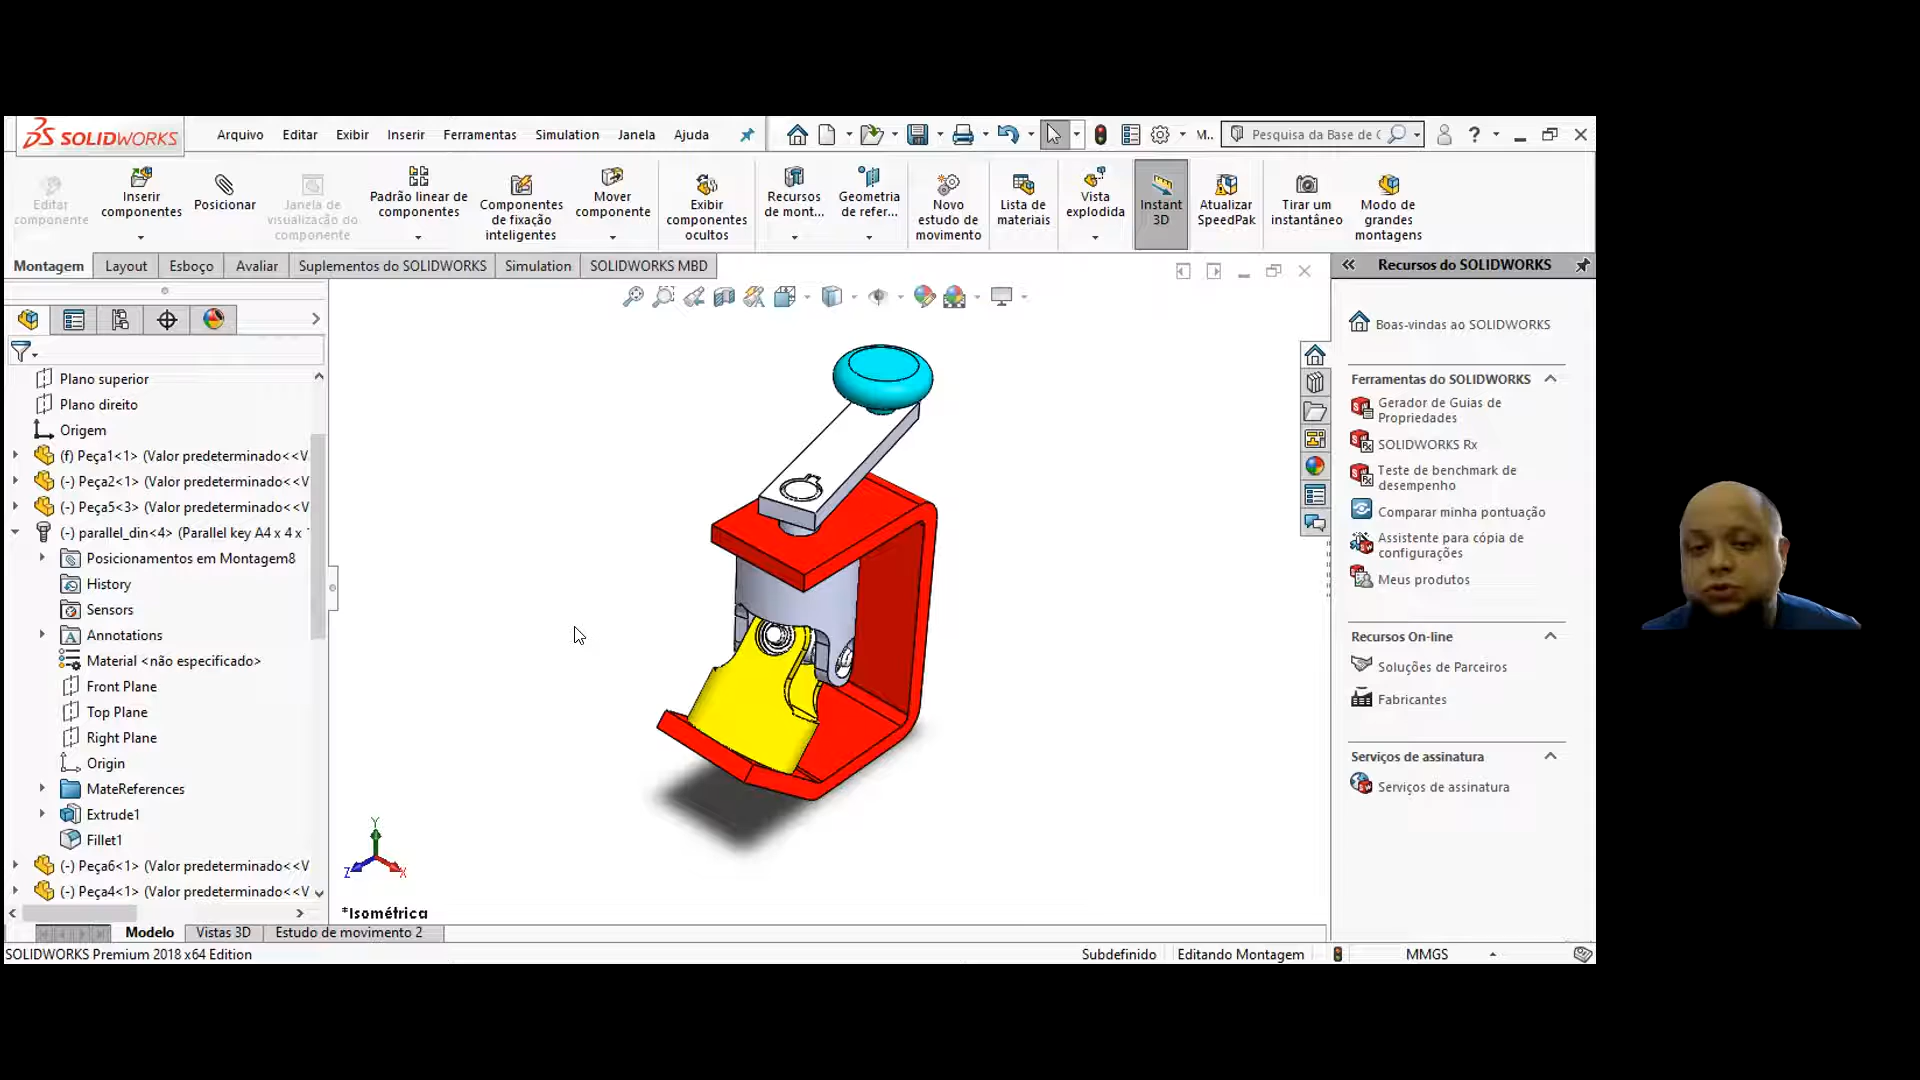 SOLIDWORKS
Arquivo
Editar
Exibir
Inserir
Ferramentas
Simulation
Janela
Ajuda
M..
Pesquisa da Base de C
?
Editar
componente
Inserir
componentes
Posicionar
Janela de
visualização do
componente
Padrão linear de
componentes
Componentes
de fixação
inteligentes
Mover
componente
Exibir
componentes
ocultos
Recursos
de mont...
Geometria
de refer...
Novo
estudo de
movimento
Lista de
materiais
Vista
explodida
Instant
3D
Atualizar
SpeedPak
Tirar um
instantâneo
Modo de
grandes
montagens
Montagem
Layout
Esboço
Avaliar
Suplementos do SOLIDWORKS
Simulation
SOLIDWORKS MBD
Plano superior
Plano direito
Origem
(f) Peça1<1> (Valor predeterminado<<V
(-) Peça2<1> (Valor predeterminado<<V
(-) Peça5<3> (Valor predeterminado<<V
(-) parallel_din<4> (Parallel key A4 x 4 x
Posicionamentos em Montagem8
History
Sensors
Annotations
Material <não especificado>
Front Plane
Top Plane
Right Plane
Origin
MateReferences
Extrude1
Fillet1
(-) Peça6<1> (Valor predeterminado<<V
(-) Peça4<1> (Valor predeterminado<<V
Y
Z
X
*Isométrica
Modelo
Vistas 3D
Estudo de movimento 2
SOLIDWORKS Premium 2018 x64 Edition
Subdefinido
Editando Montagem
MMGS
Recursos do SOLIDWORKS
Boas-vindas ao SOLIDWORKS
Ferramentas do SOLIDWORKS
Gerador de Guias de
Propriedades
SOLIDWORKS Rx
Teste de benchmark de
desempenho
Comparar minha pontuação
Assistente para cópia de
configurações
Meus produtos
Recursos On-line
Soluções de Parceiros
Fabricantes
Serviços de assinatura
Serviços de assinatura